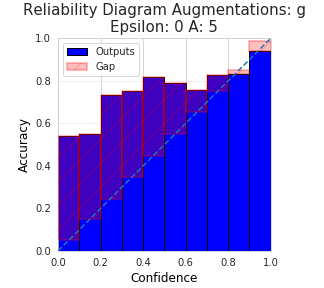 Reliability Diagram Augmentations: g
Epsilon: 0 A: 5
1.0
0.8
0.6
0.4
0.2
0.0
Accuracy
Outputs
Gap
0.0 0.2 0.4 0.6 0.8 1.0
Confidence